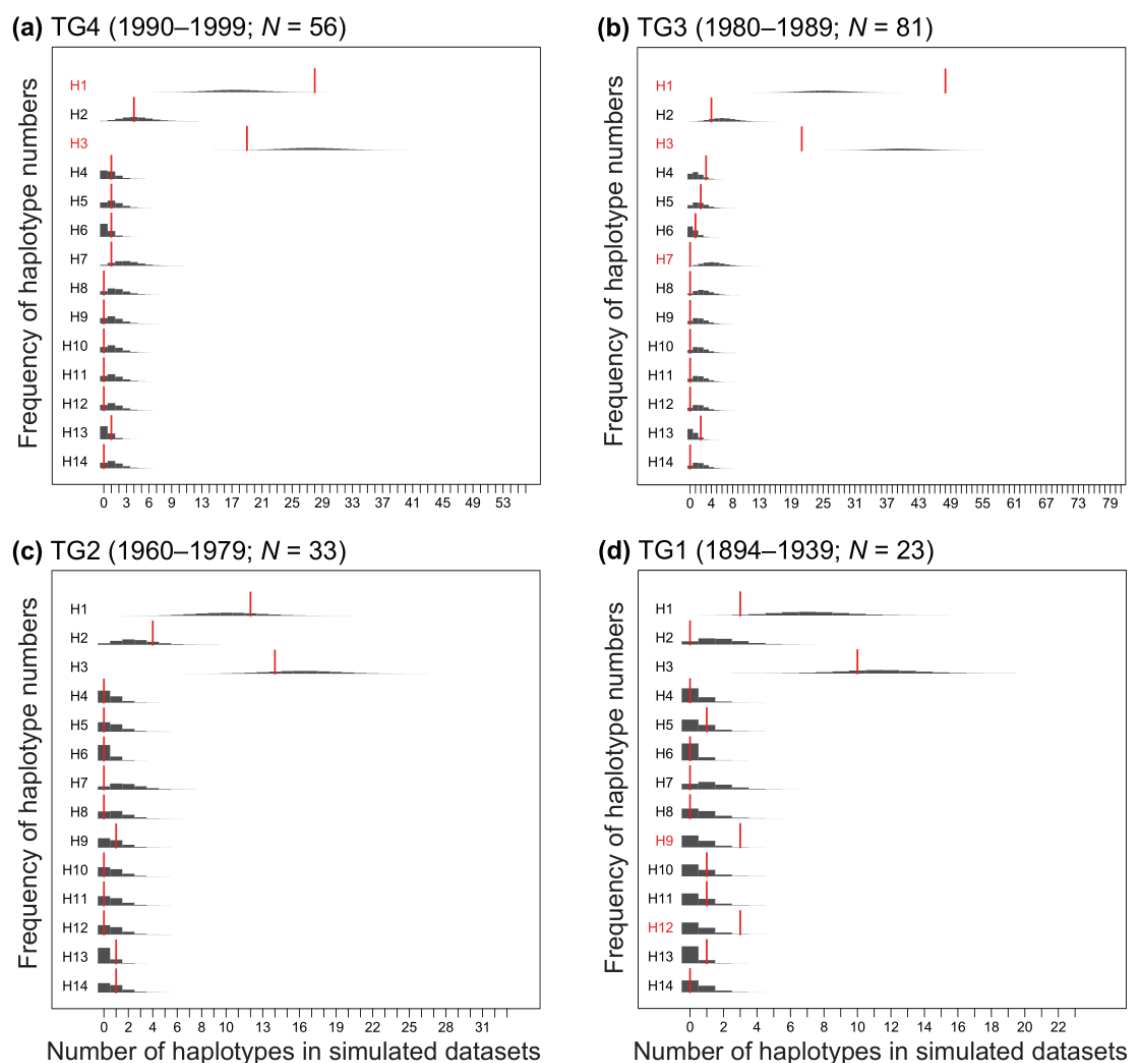 (a) TG4 (1990–1999; N = 56)
Frequency of haplotype numbers
H1
H2
H3
H4
H5
H6
H7
H8
H9
H10
H11
H12
H13
H14
0 3 6 9 13 17 21 25 29 33 37 41 45 49 53
(b) TG3 (1980–1989; N = 81)
Frequency of haplotype numbers
H1
H2
H3
H4
H5
H6
H7
H8
H9
H10
H11
H12
H13
H14
0 4 8 13 19 25 31 37 43 49 55 61 67 73 79
(c) TG2 (1960–1979; N = 33)
Frequency of haplotype numbers
H1
H2
H3
H4
H5
H6
H7
H8
H9
H10
H11
H12
H13
H14
0 2 4 6 8 10 13 16 19 22 25 28 31
Number of haplotypes in simulated datasets
(d) TG1 (1894–1939; N = 23)
Frequency of haplotype numbers
H1
H2
H3
H4
H5
H6
H7
H8
H9
H10
H11
H12
H13
H14
0 2 4 6 8 10 12 14 16 18 20 22
Number of haplotypes in simulated datasets